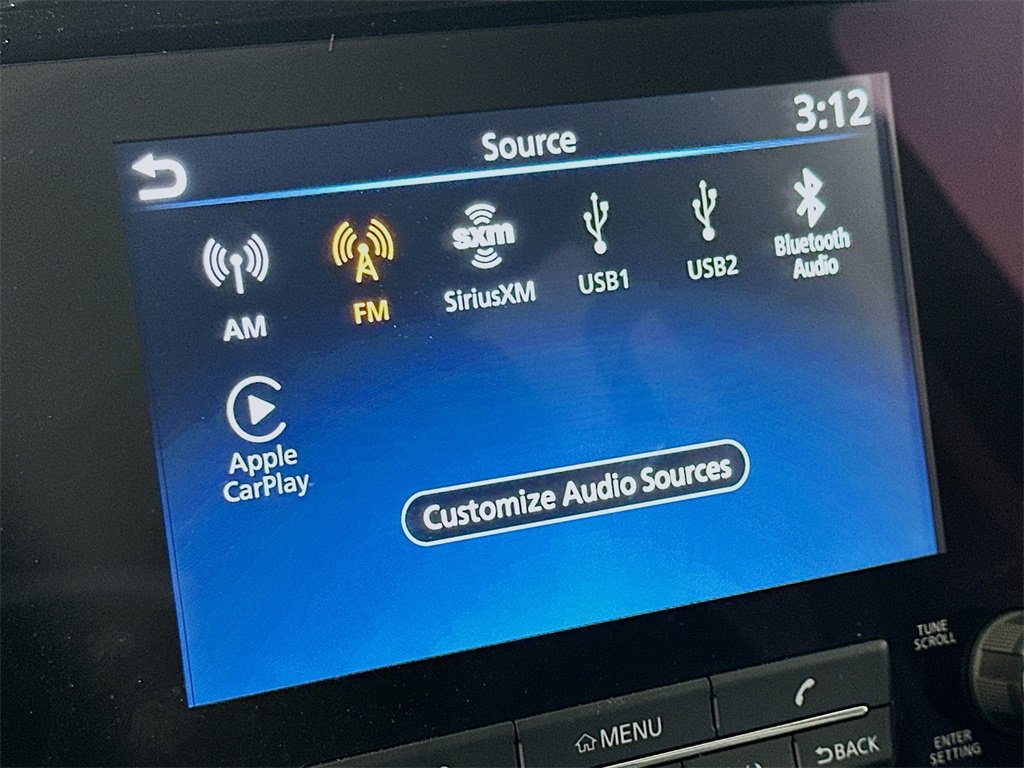 Source
3:12
AM
FM
sxm
SiriusXM
USB1
USB2
Bluetooth
Audio
Apple
CarPlay
Customize Audio Sources
TUNE
SCROLL
MENU
BACK
ENTER
SETTING